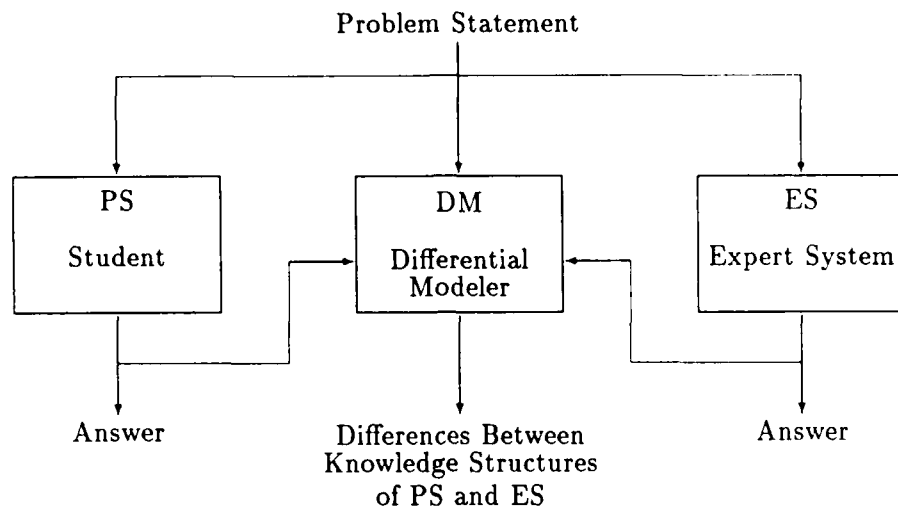 Problem Statement
PS
Student
DM
Differential
Modeler
ES
Expert System
Answer
Differences Between
Knowledge Structures
of PS and ES
Answer